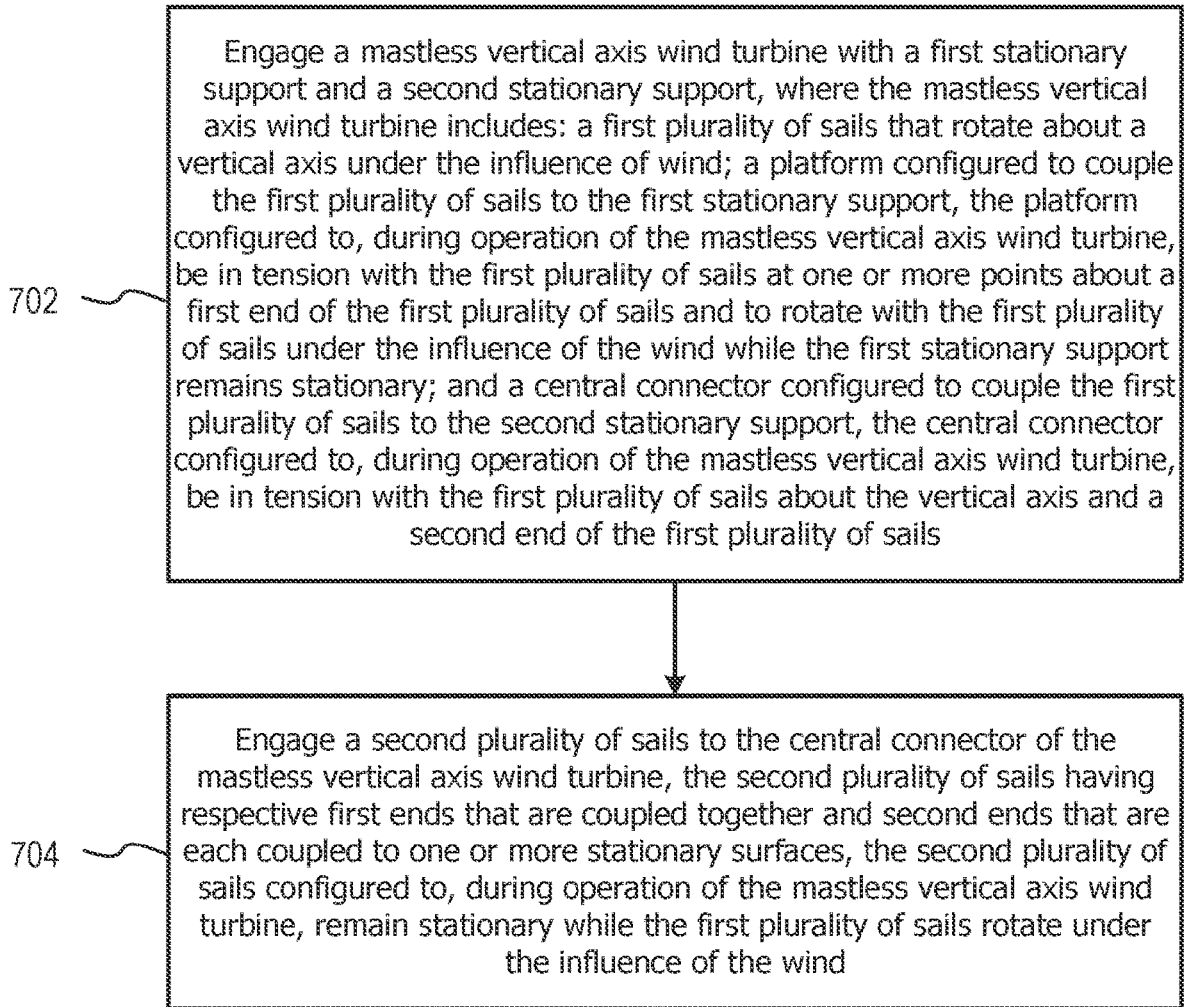 Engage a mastless vertical axis wind turbine with a first stationary
support and a second stationary support, where the mastless vertical
axis wind turbine includes: a first plurality of sails that rotate about a
vertical axis under the influence of wind; a platform configured to couple
the first plurality of sails to the first stationary support, the platform
configured to, during operation of the mastless vertical axis wind turbine,
be in tension with the first plurality of sails at one or more points about a
first end of the first plurality of sails and to rotate with the first plurality
of sails under the influence of the wind while the first stationary support
remains stationary; and a central connector configured to couple the first
plurality of sails to the second stationary support, the central connector
configured to, during operation of the mastless vertical axis wind turbine,
be in tension with the first plurality of sails about the vertical axis and a
second end of the first plurality of sails
702
Engage a second plurality of sails to the central connector of the
mastless vertical axis wind turbine, the second plurality of sails having
respective first ends that are coupled together and second ends that are
each coupled to one or more stationary surfaces, the second plurality of
sails configured to, during operation of the mastless vertical axis wind
turbine, remain stationary while the first plurality of sails rotate under
the influence of the wind
704